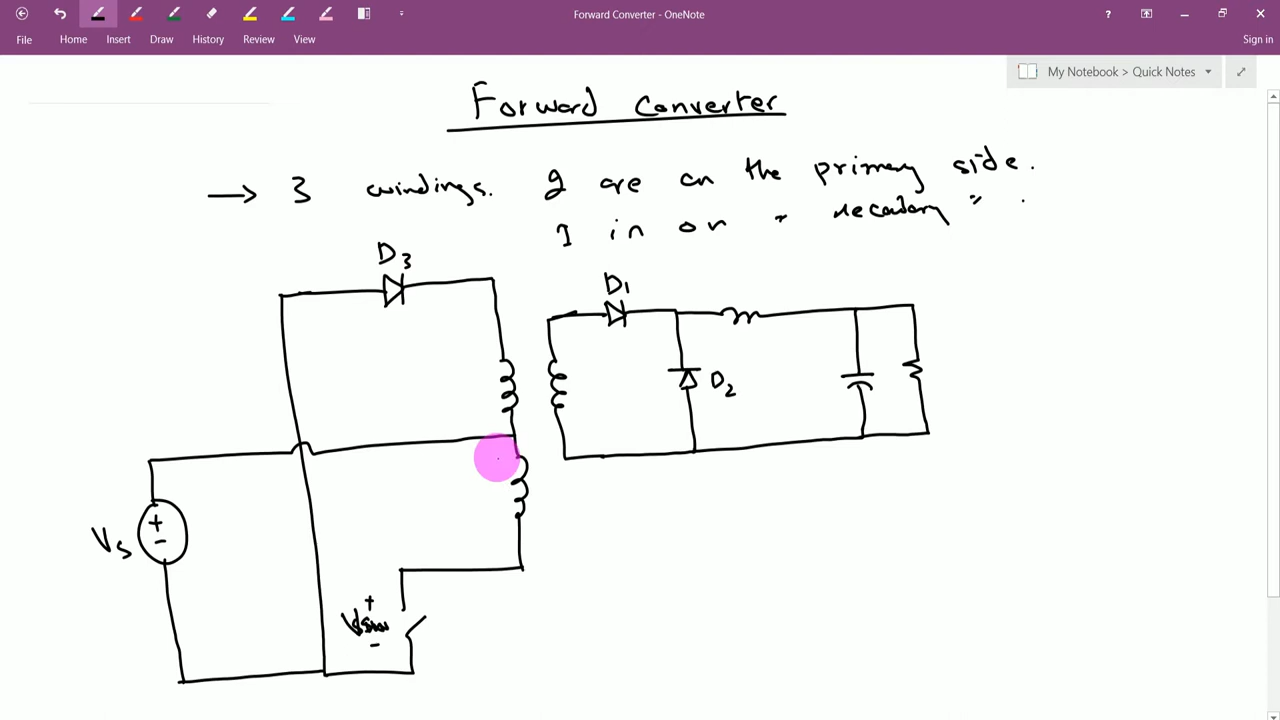 Forward Converter - OneNote
File Home Insert Draw History Review View
Sign in
My Notebook > Quick Notes
Forward Converter
→ 3 windings. 2 are on the primary side.
1 in on " secondary " .
D3
D1
D2
+
Vs
-
+
Vsw
-